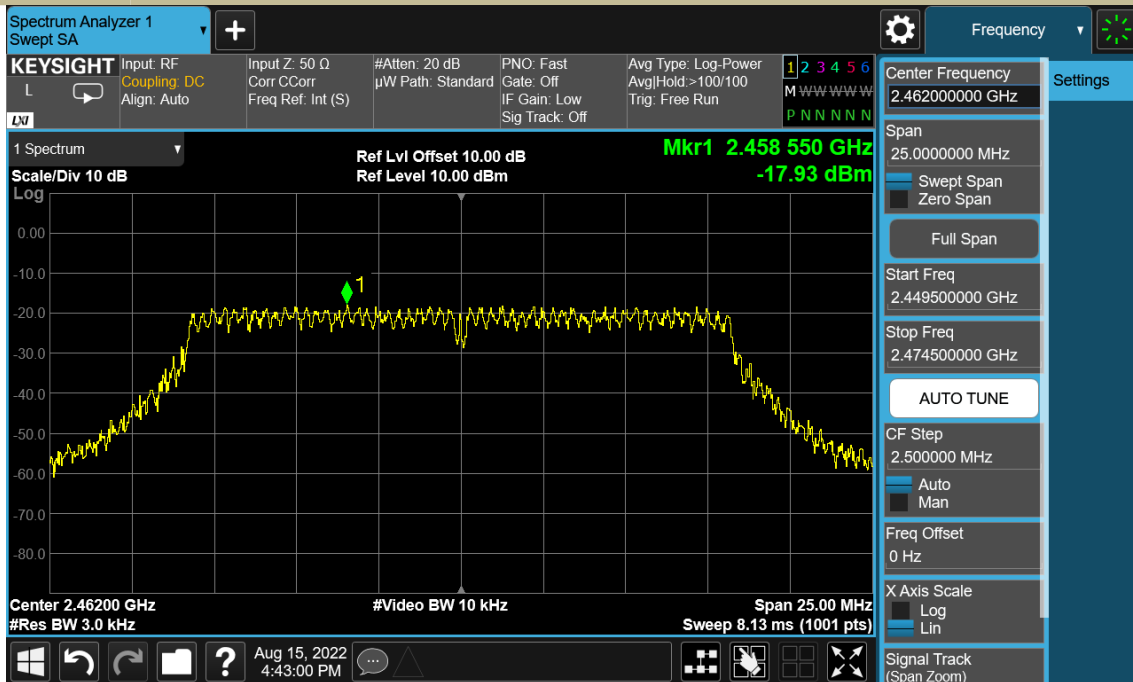 Spectrum Analyzer 1
Swept SA
+
Frequency
KEYSIGHT
L
LXI
Input: RF
Coupling: DC
Align: Auto
Input Z: 50 Ω
Corr CCorr
Freq Ref: Int (S)
#Atten: 20 dB
µW Path: Standard
PNO: Fast
Gate: Off
IF Gain: Low
Sig Track: Off
Avg Type: Log-Power
Avg|Hold:>100/100
Trig: Free Run
1 2 3 4 5 6
M W W W W W
P N N N N N
1 Spectrum
Scale/Div 10 dB
Log
Ref Lvl Offset 10.00 dB
Ref Level 10.00 dBm
Mkr1 2.458 550 GHz
-17.93 dBm
0.00
-10.0
1
-20.0
-30.0
-40.0
-50.0
-60.0
-70.0
-80.0
Center 2.46200 GHz
#Res BW 3.0 kHz
#Video BW 10 kHz
Span 25.00 MHz
Sweep 8.13 ms (1001 pts)
Center Frequency
2.462000000 GHz
Span
25.0000000 MHz
Swept Span
Zero Span
Full Span
Start Freq
2.449500000 GHz
Stop Freq
2.474500000 GHz
AUTO TUNE
CF Step
2.500000 MHz
Auto
Man
Freq Offset
0 Hz
X Axis Scale
Log
Lin
Signal Track
(Span Zoom)
Settings
?
Aug 15, 2022
4:43:00 PM